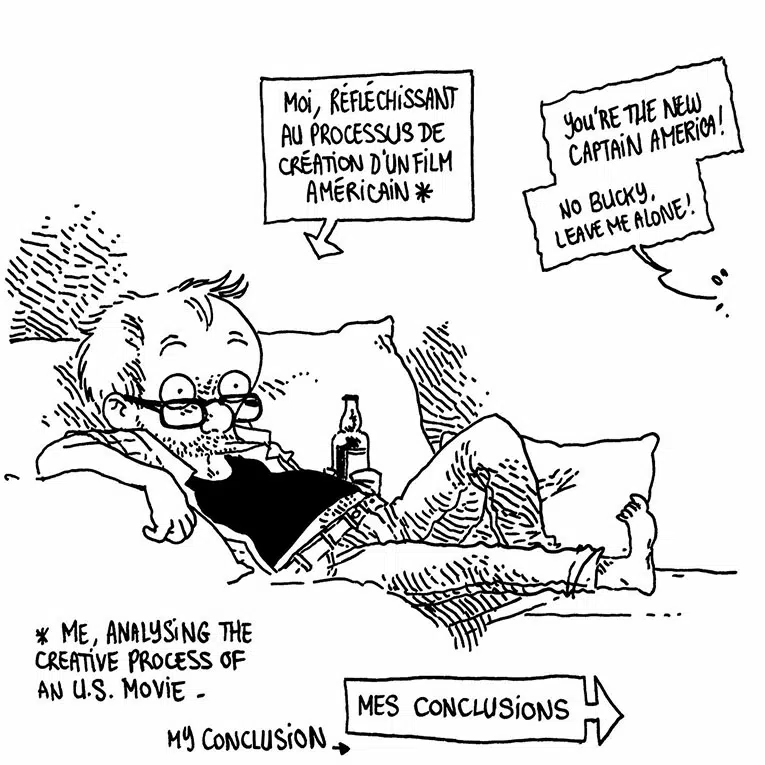 MOI, RÉFLÉCHISSANT
AU PROCESSUS DE
CRÉATION D'UN FILM
AMÉRICAIN *
YOU'RE THE NEW
CAPTAIN AMERICA!
NO BUCKY,
LEAVE ME ALONE!
* ME, ANALYSING THE
CREATIVE PROCESS OF
AN U.S. MOVIE -
MES CONCLUSIONS
MY CONCLUSION